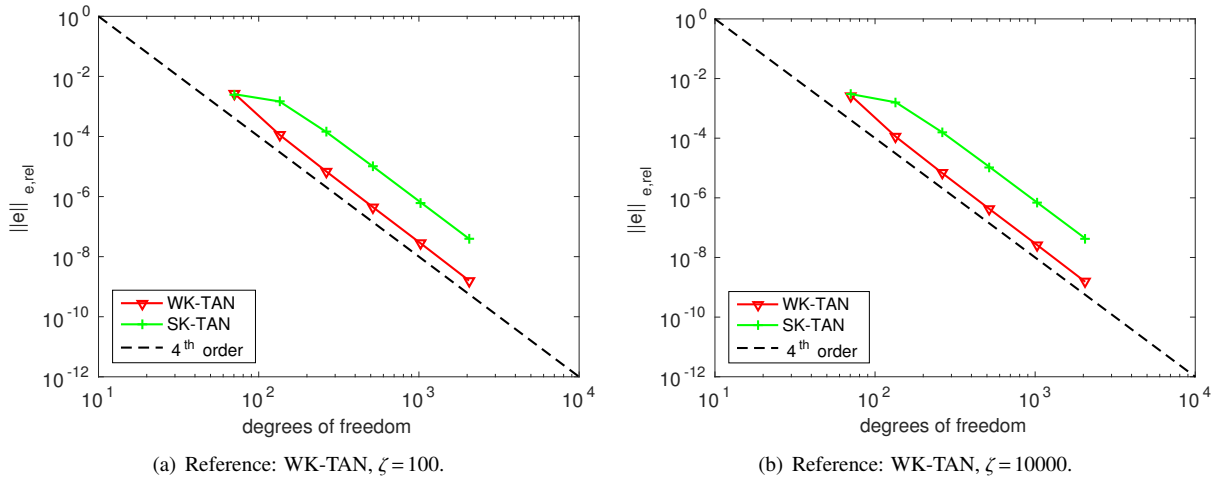 10^0
10^-2
10^-4
10^-6
10^-8
10^-10
10^-12
||e|| e,rel
WK-TAN
SK-TAN
4th order
10^1 10^2 10^3 10^4
degrees of freedom
(a) Reference: WK-TAN, ζ=100.
10^0
10^-2
10^-4
10^-6
10^-8
10^-10
10^-12
||e|| e,rel
WK-TAN
SK-TAN
4th order
10^1 10^2 10^3 10^4
degrees of freedom
(b) Reference: WK-TAN, ζ=10000.